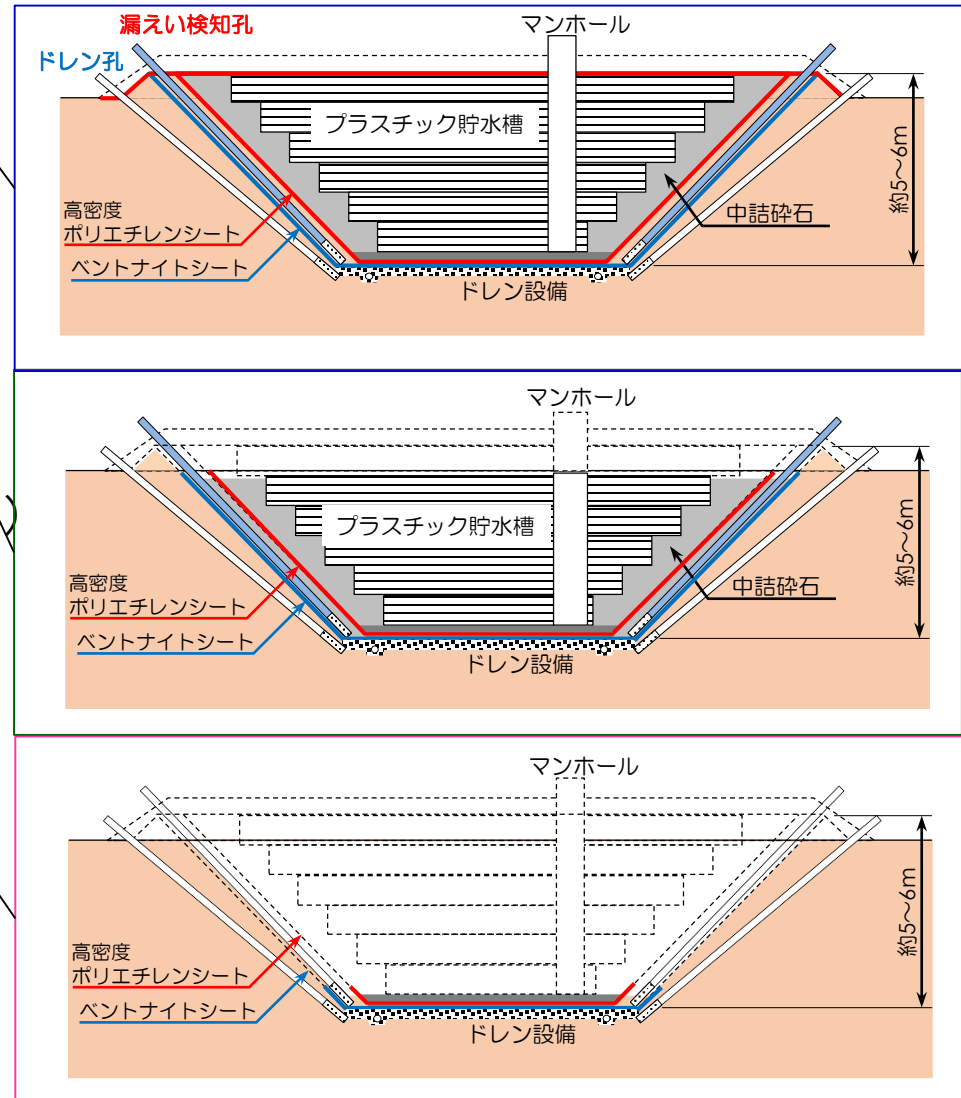 漏えい検知孔
マンホール
ドレン孔
プラスチック貯水槽
約5～6m
高密度
ポリエチレンシート
中詰砕石
ベントナイトシート
ドレン設備
マンホール
プラスチック貯水槽
約5～6m
高密度
ポリエチレンシート
中詰砕石
ベントナイトシート
ドレン設備
マンホール
約5～6m
高密度
ポリエチレンシート
ベントナイトシート
ドレン設備